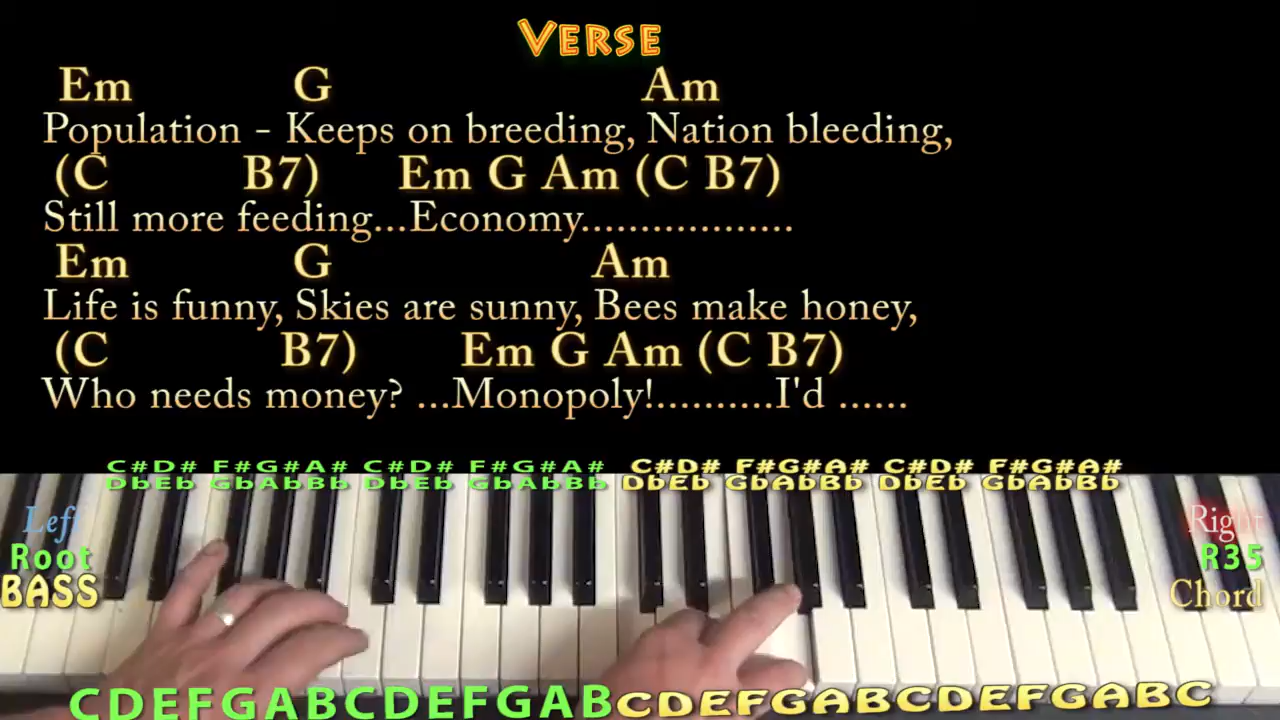 VERSE
Em G Am
Population - Keeps on breeding, Nation bleeding,
(C B7) Em G Am (C B7)
Still more feeding...Economy..................
Em G Am
Life is funny, Skies are sunny, Bees make honey,
(C B7) Em G Am (C B7)
Who needs money? ...Monopoly!..........I'd ......
C#D# F#G#A# C#D# F#G#A# C#D# F#G#A# C#D# F#G#A#
DbEb GbAbBb DbEb GbAbBb DbEb GbAbBb DbEb GbAbBb
Left Right
Root R35
BASS Chord
CDEFGABCDEFGABCDEFGABCDEFGABC